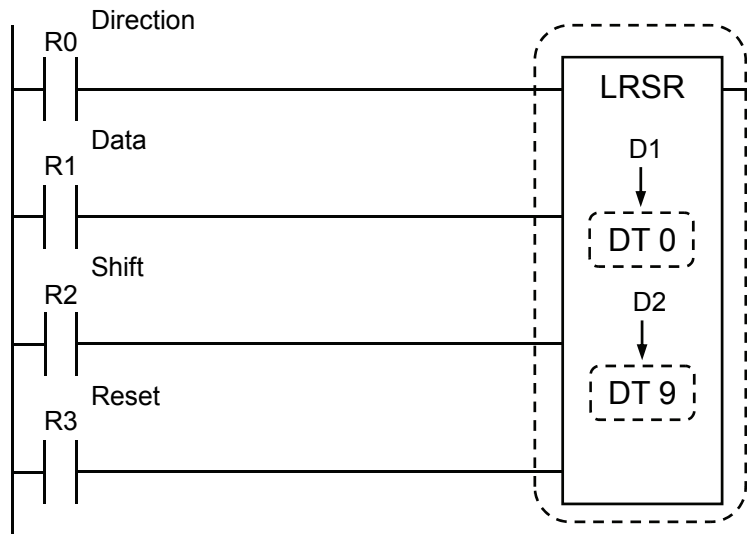 Direction
R0
LRSR
Data
R1
D1
DT 0
Shift
R2
D2
DT 9
Reset
R3